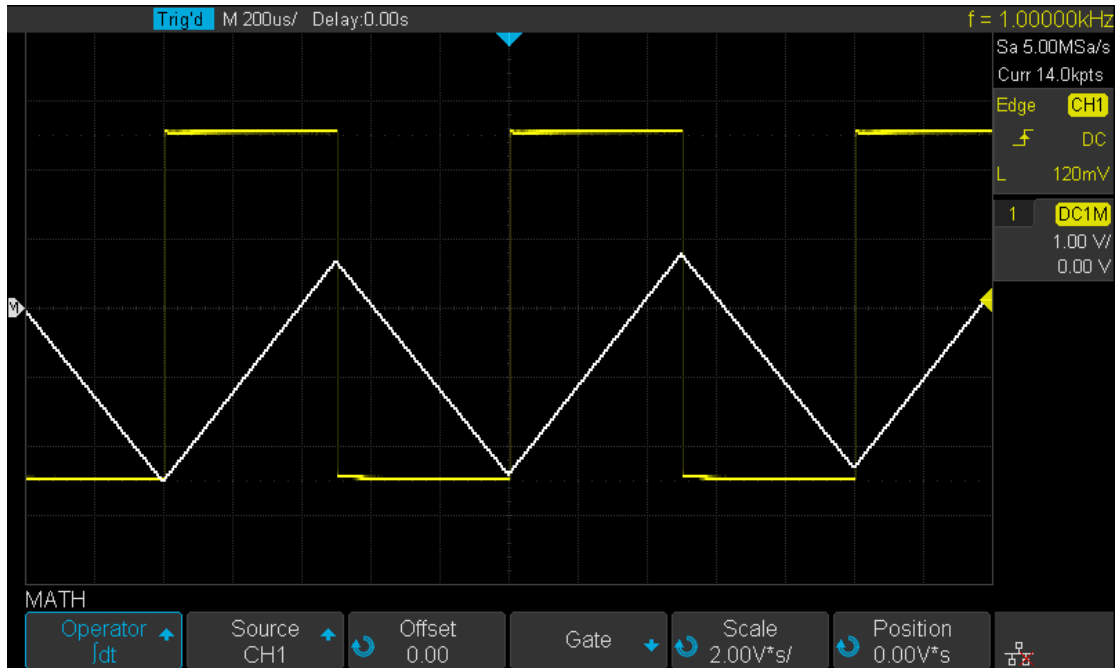 Trig'd M 200us/ Delay:0.00s f = 1.00000kHz
Sa 5.00MSa/s
Curr 14.0kpts
Edge CH1
DC
L 120mV
1 DC1M
1.00 V/
0.00 V
M
MATH
Operator Source Offset Gate Scale Position
∫dt CH1 0.00 2.00V*s/ 0.00V*s